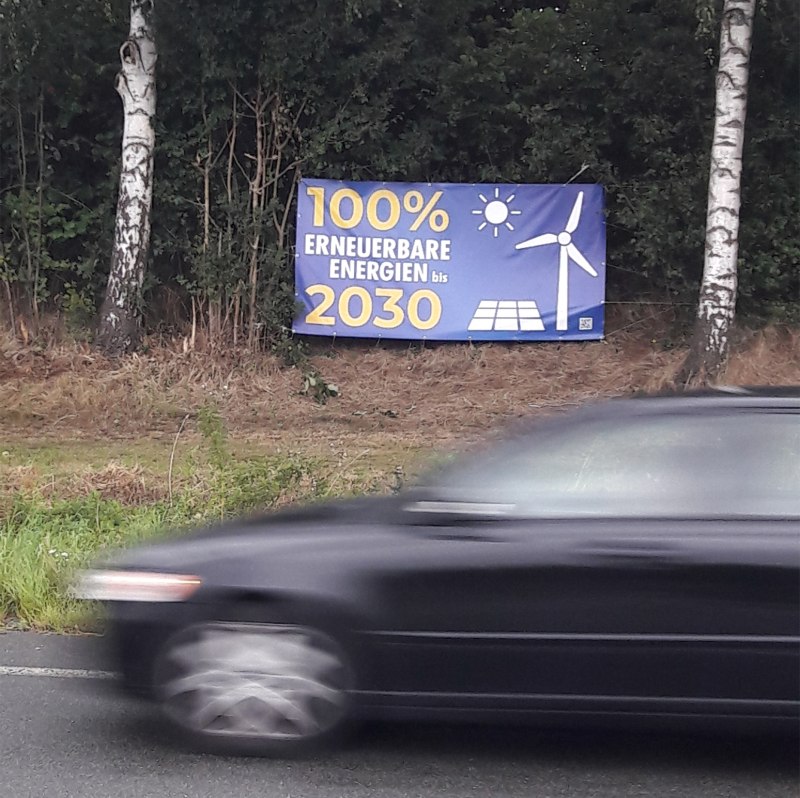 100%
ERNEUERBARE
ENERGIEN bis
2030